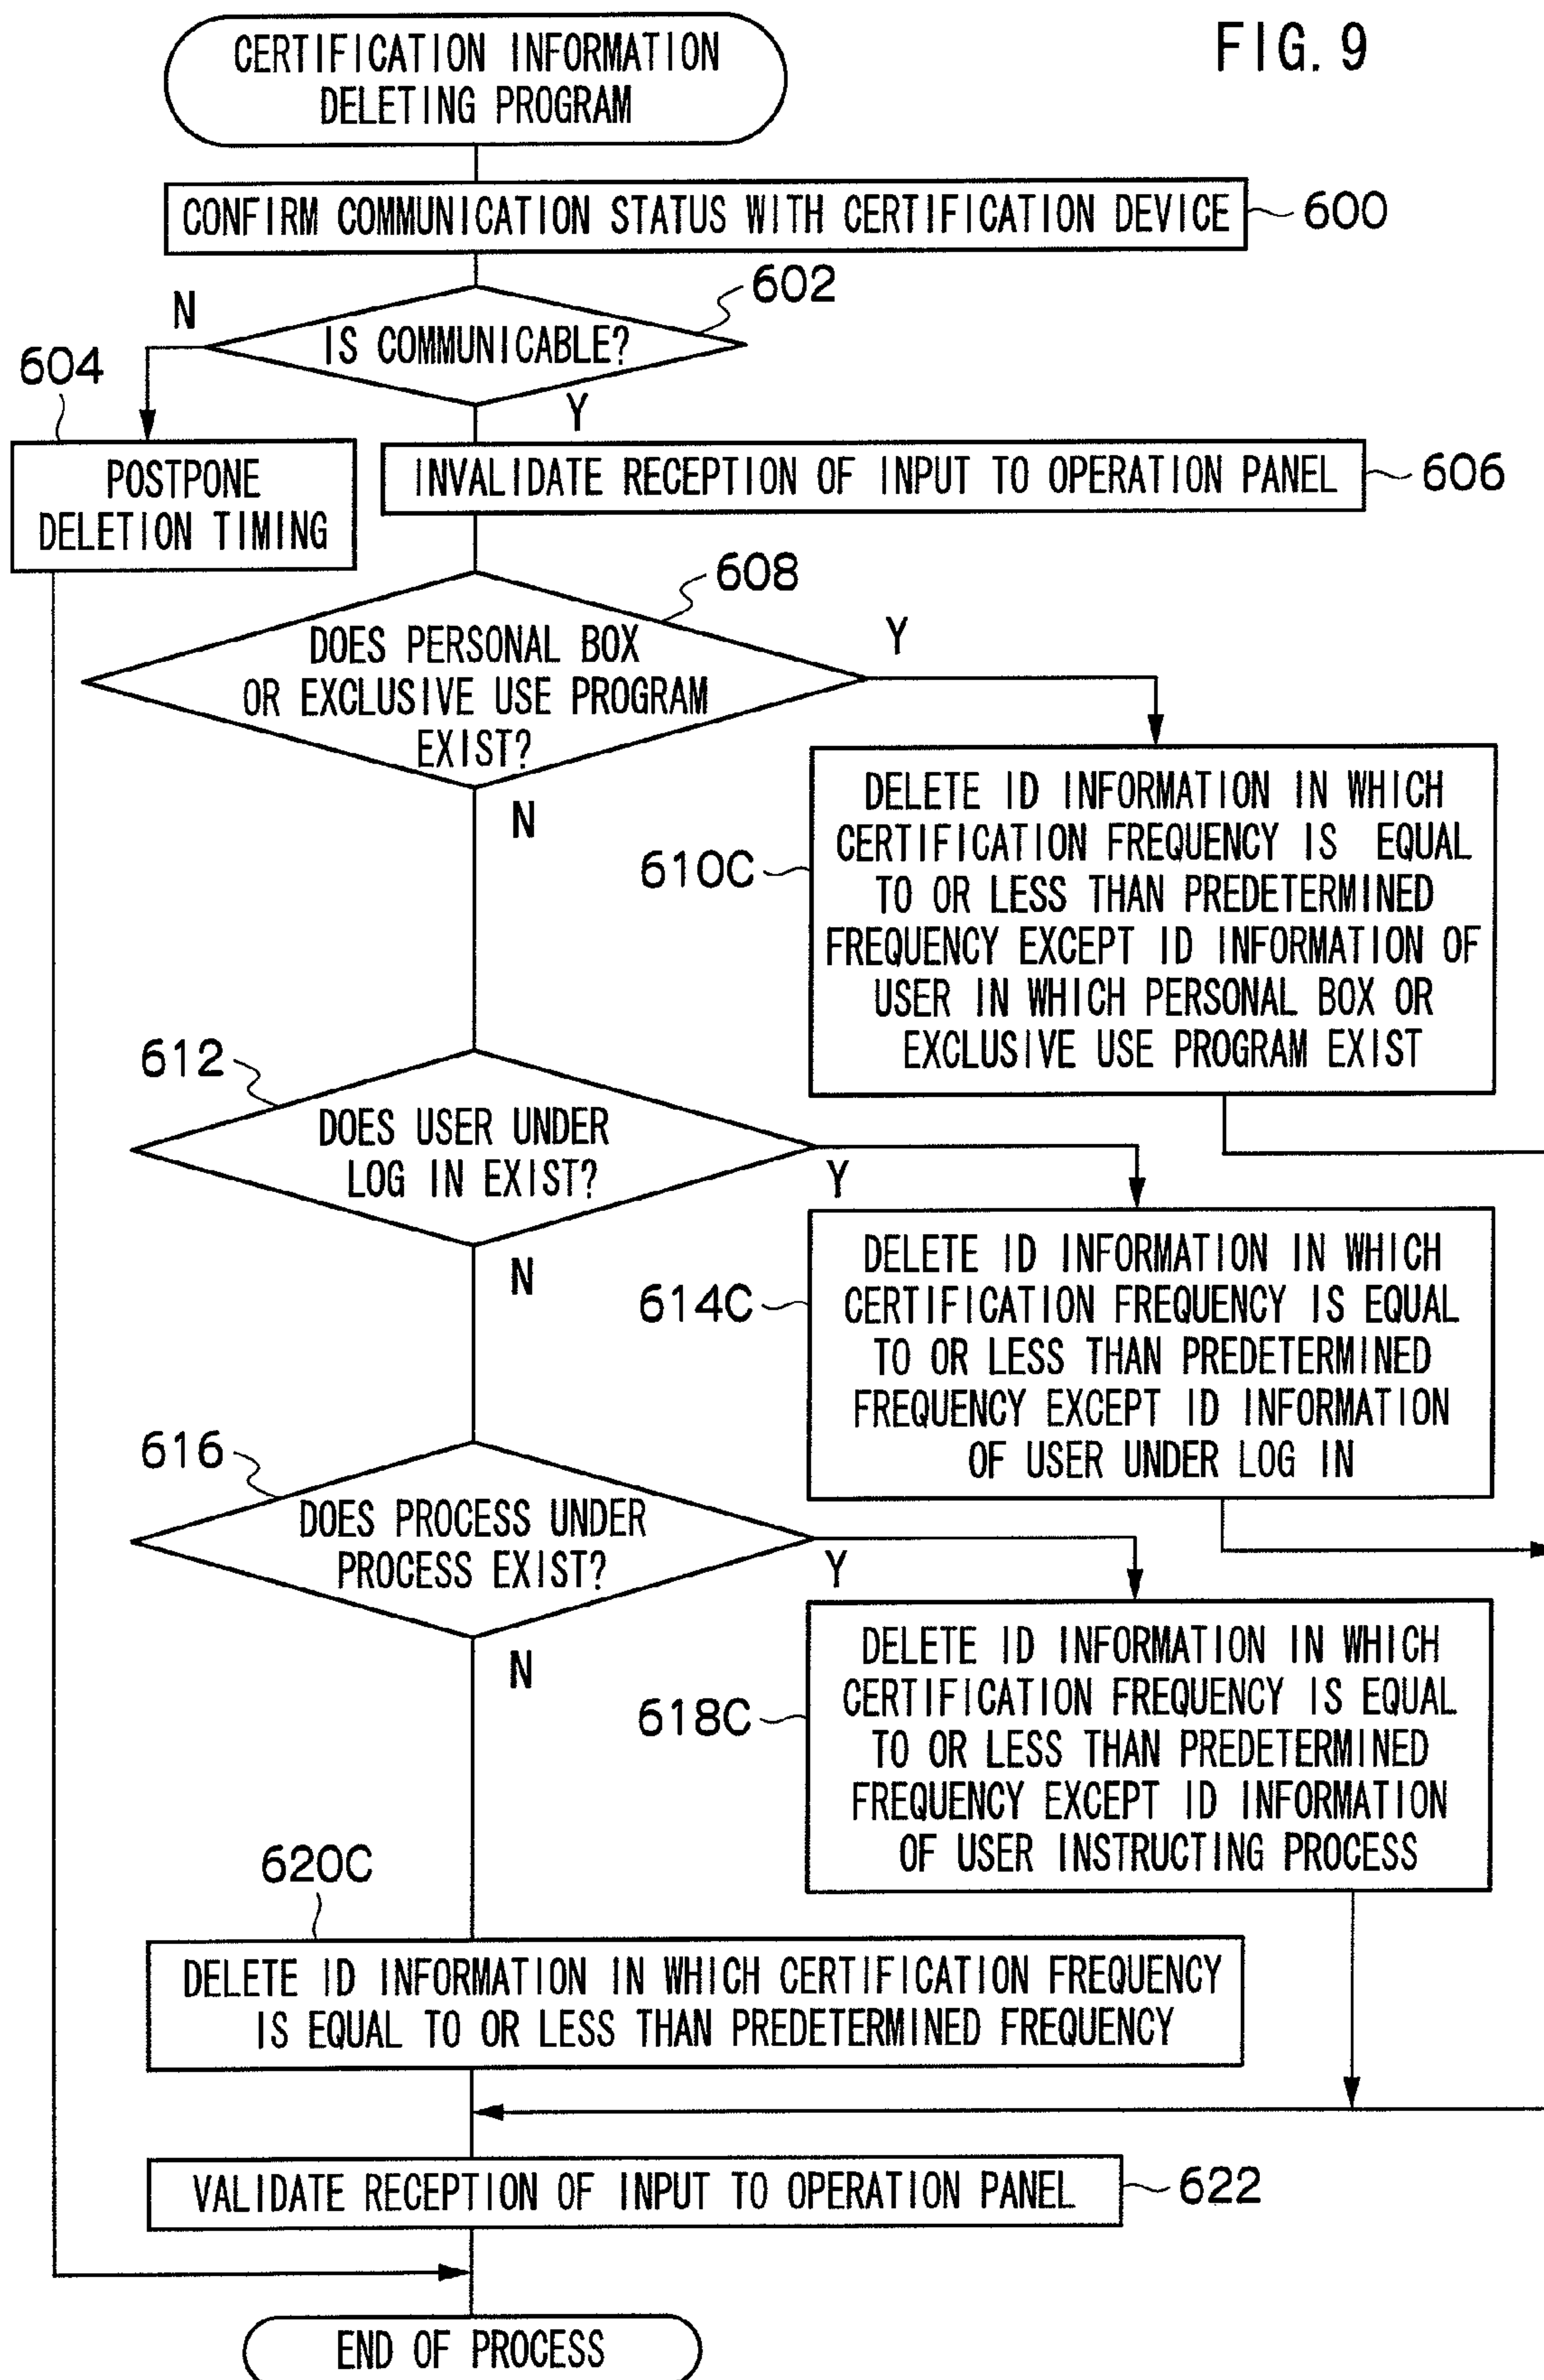 FIG. 9
CERTIFICATION INFORMATION
DELETING PROGRAM
CONFIRM COMMUNICATION STATUS WITH CERTIFICATION DEVICE
600
602
N
IS COMMUNICABLE?
Y
604
POSTPONE
DELETION TIMING
INVALIDATE RECEPTION OF INPUT TO OPERATION PANEL
606
608
DOES PERSONAL BOX
OR EXCLUSIVE USE PROGRAM
EXIST?
Y
N
610C
DELETE ID INFORMATION IN WHICH
CERTIFICATION FREQUENCY IS EQUAL
TO OR LESS THAN PREDETERMINED
FREQUENCY EXCEPT ID INFORMATION OF
USER IN WHICH PERSONAL BOX OR
EXCLUSIVE USE PROGRAM EXIST
612
DOES USER UNDER
LOG IN EXIST?
Y
N
614C
DELETE ID INFORMATION IN WHICH
CERTIFICATION FREQUENCY IS EQUAL
TO OR LESS THAN PREDETERMINED
FREQUENCY EXCEPT ID INFORMATION
OF USER UNDER LOG IN
616
DOES PROCESS UNDER
PROCESS EXIST?
Y
N
618C
DELETE ID INFORMATION IN WHICH
CERTIFICATION FREQUENCY IS EQUAL
TO OR LESS THAN PREDETERMINED
FREQUENCY EXCEPT ID INFORMATION
OF USER INSTRUCTING PROCESS
620C
DELETE ID INFORMATION IN WHICH CERTIFICATION FREQUENCY
IS EQUAL TO OR LESS THAN PREDETERMINED FREQUENCY
VALIDATE RECEPTION OF INPUT TO OPERATION PANEL
622
END OF PROCESS